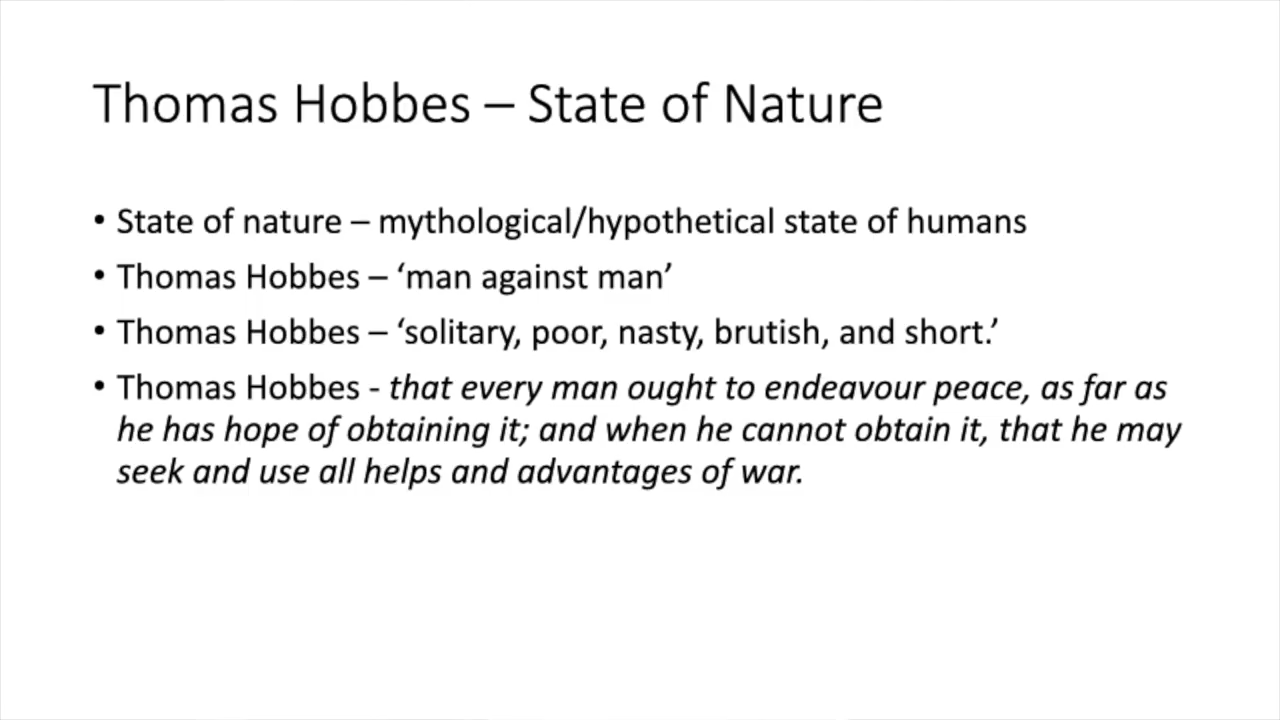 Thomas Hobbes – State of Nature
• State of nature – mythological/hypothetical state of humans
• Thomas Hobbes – ‘man against man’
• Thomas Hobbes – ‘solitary, poor, nasty, brutish, and short.’
• Thomas Hobbes - that every man ought to endeavour peace, as far as
he has hope of obtaining it; and when he cannot obtain it, that he may
seek and use all helps and advantages of war.